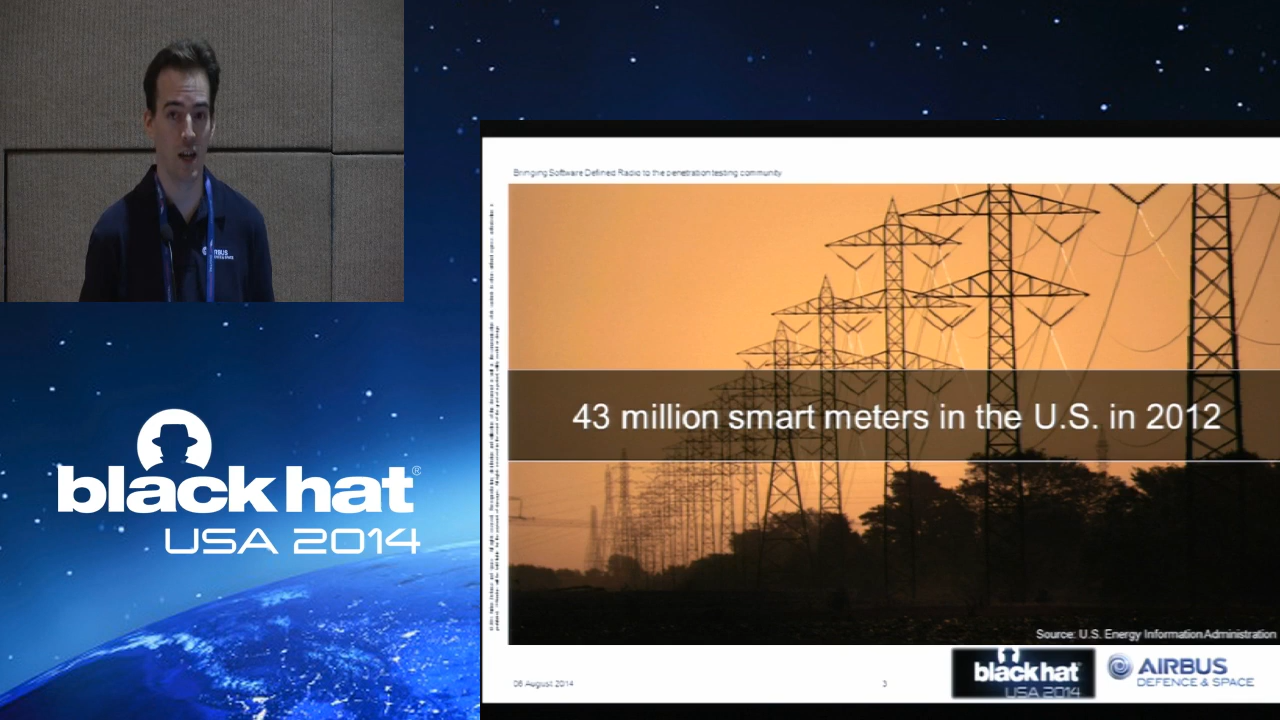 AIRBUS
black hat®
USA 2014
Bringing Software Defined Radio to the penetration testing community
43 million smart meters in the U.S. in 2012
Source: U.S. Energy Information Administration
06 August 2014
3
black hat
USA 2014
AIRBUS
DEFENCE & SPACE